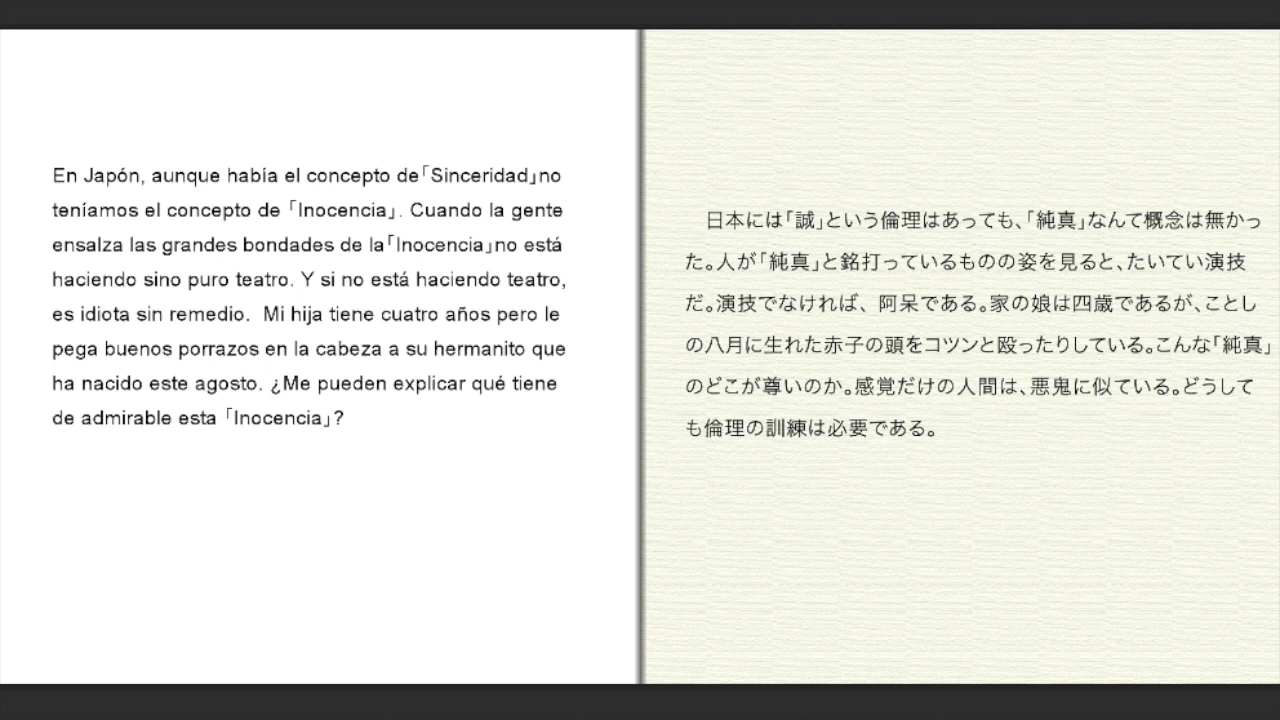 En Japón, aunque había el concepto de「Sinceridad」no
teníamos el concepto de 「Inocencia」. Cuando la gente
ensalza las grandes bondades de la「Inocencia」no está
haciendo sino puro teatro. Y si no está haciendo teatro,
es idiota sin remedio.  Mi hija tiene cuatro años pero le
pega buenos porrazos en la cabeza a su hermanito que
ha nacido este agosto. ¿Me pueden explicar qué tiene
de admirable esta 「Inocencia」?
日本には「誠」という倫理はあっても、「純真」なんて概念は無かっ
た。人が「純真」と銘打っているものの姿を見ると、たいてい演技
だ。演技でなければ、阿呆である。家の娘は四歳であるが、ことし
の八月に生れた赤子の頭をコツンと殴ったりしている。こんな「純真」
のどこが尊いのか。感覚だけの人間は、悪鬼に似ている。どうして
も倫理の訓練は必要である。